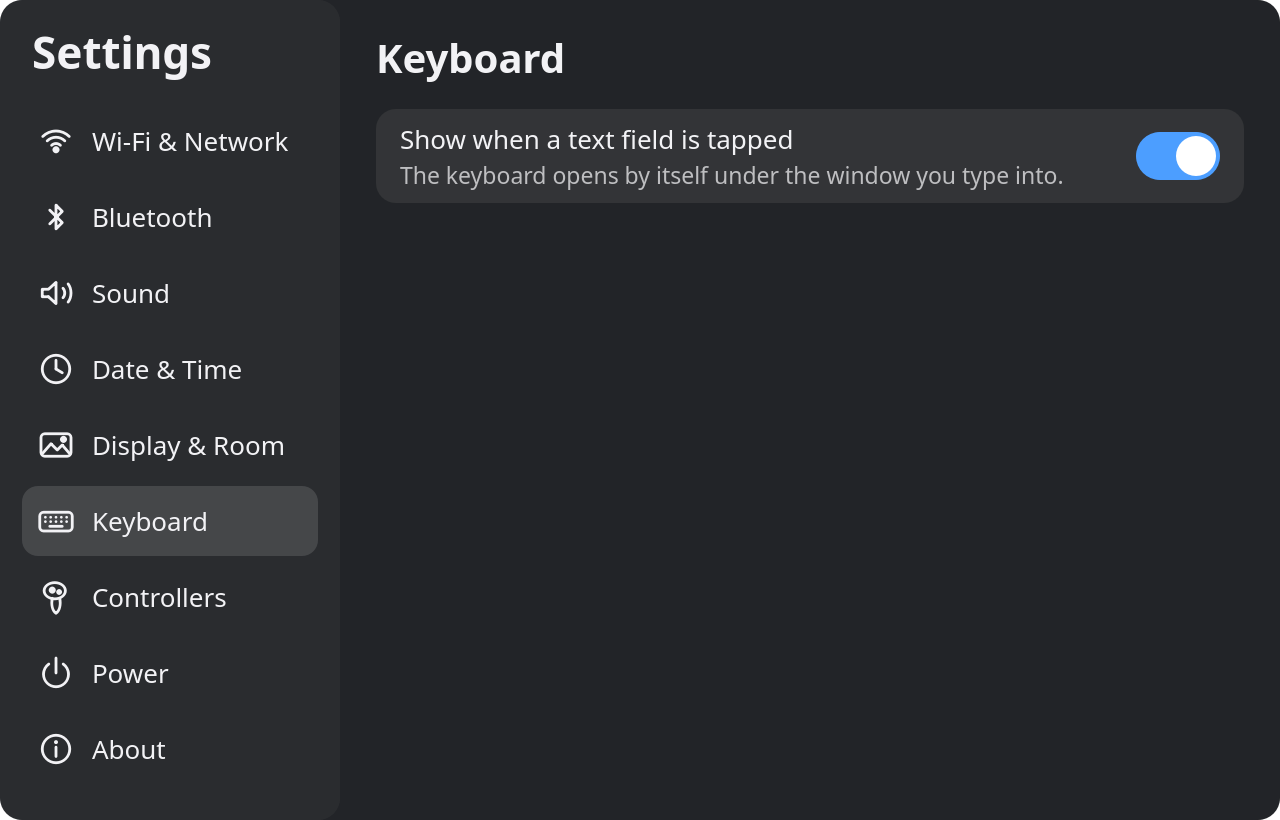 Settings
Wi-Fi & Network
Bluetooth
Sound
Date & Time
Display & Room
Keyboard
Controllers
Power
About
Keyboard
Show when a text field is tapped
The keyboard opens by itself under the window you type into.